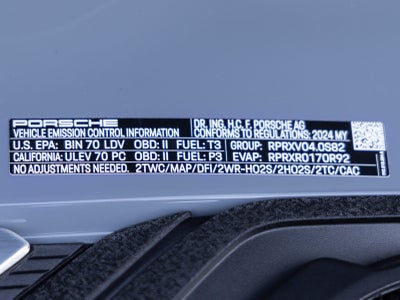 PORSCHE DR. ING. H.C. F. PORSCHE AG
VEHICLE EMISSION CONTROL INFORMATION CONFORMS TO REGULATIONS: 2024 MY
U.S. EPA: BIN 70 LDV OBD: II FUEL: T3 GROUP: RPRXV04.0S82
CALIFORNIA: ULEV 70 PC OBD: II FUEL: P3 EVAP: RPRXR0170R92
NO ADJUSTMENTS NEEDED. 2TWC/MAP/DFI/2WR-HO2S/2HO2S/2TC/CAC